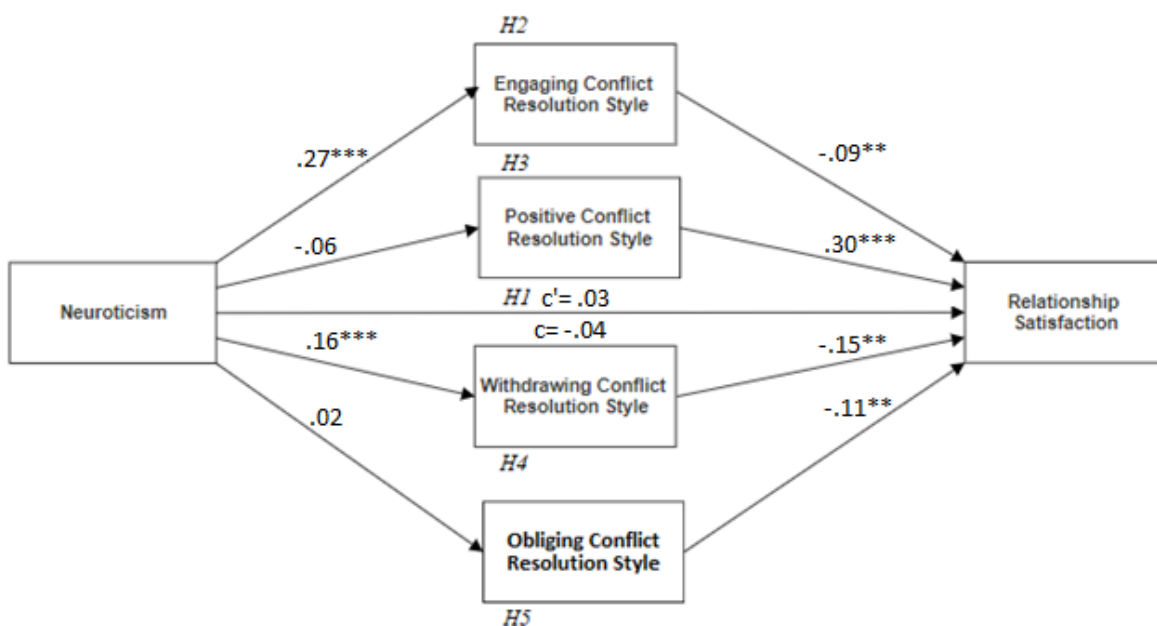 H2
Engaging Conflict
Resolution Style
.27***
-.09**
H3
Positive Conflict
Resolution Style
-.06
.30***
Neuroticism
H1 c'= .03
c= -.04
Relationship
Satisfaction
.16***
-.15**
Withdrawing Conflict
Resolution Style
.02
-.11**
H4
Obliging Conflict
Resolution Style
H5